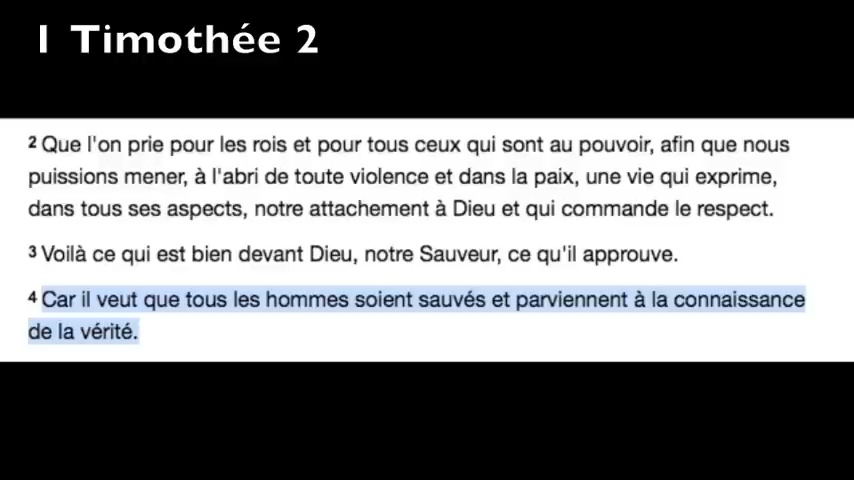 1 Timothée 2
2 Que l'on prie pour les rois et pour tous ceux qui sont au pouvoir, afin que nous
puissions mener, à l'abri de toute violence et dans la paix, une vie qui exprime,
dans tous ses aspects, notre attachement à Dieu et qui commande le respect.
3 Voilà ce qui est bien devant Dieu, notre Sauveur, ce qu'il approuve.
4 Car il veut que tous les hommes soient sauvés et parviennent à la connaissance
de la vérité.